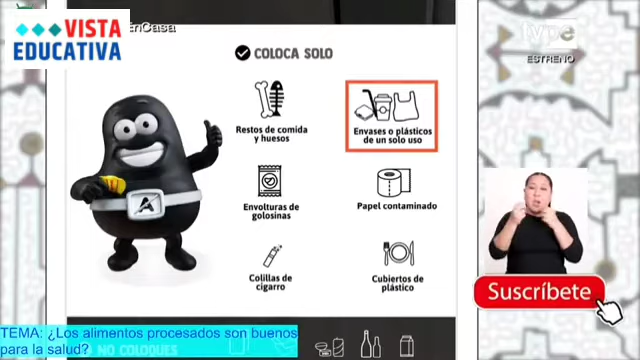 VISTA
EDUCATIVA
EnCasa
tvpe
ESTRENO
COLOCA SOLO
Restos de comida
y huesos
Envases o plásticos
de un solo uso
Envolturas de
golosinas
Papel contaminado
Colillas de
cigarro
Cubiertos de
plástico
A
Suscríbete
TEMA: ¿Los alimentos procesados son buenos
para la salud?
NO COLOQUES